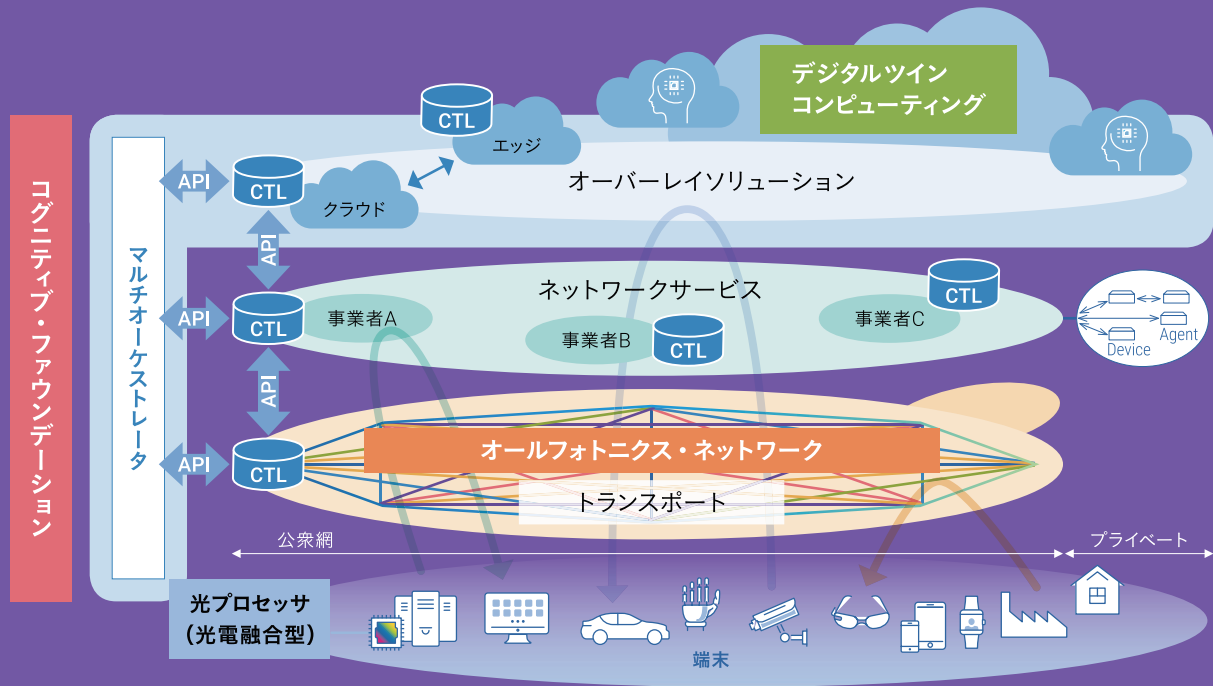 デジタルツイン
コンピューティング
CTL
エッジ
API
CTL
クラウド
オーバーレイソリューション
コグニティブ・ファウンデーション
マルチオーケストレータ
API
ネットワークサービス
CTL
API
CTL
事業者A
事業者B
CTL
事業者C
Device
Agent
API
オールフォトニクス・ネットワーク
API
CTL
トランスポート
公衆網
プライベート
光プロセッサ
(光電融合型)
端末